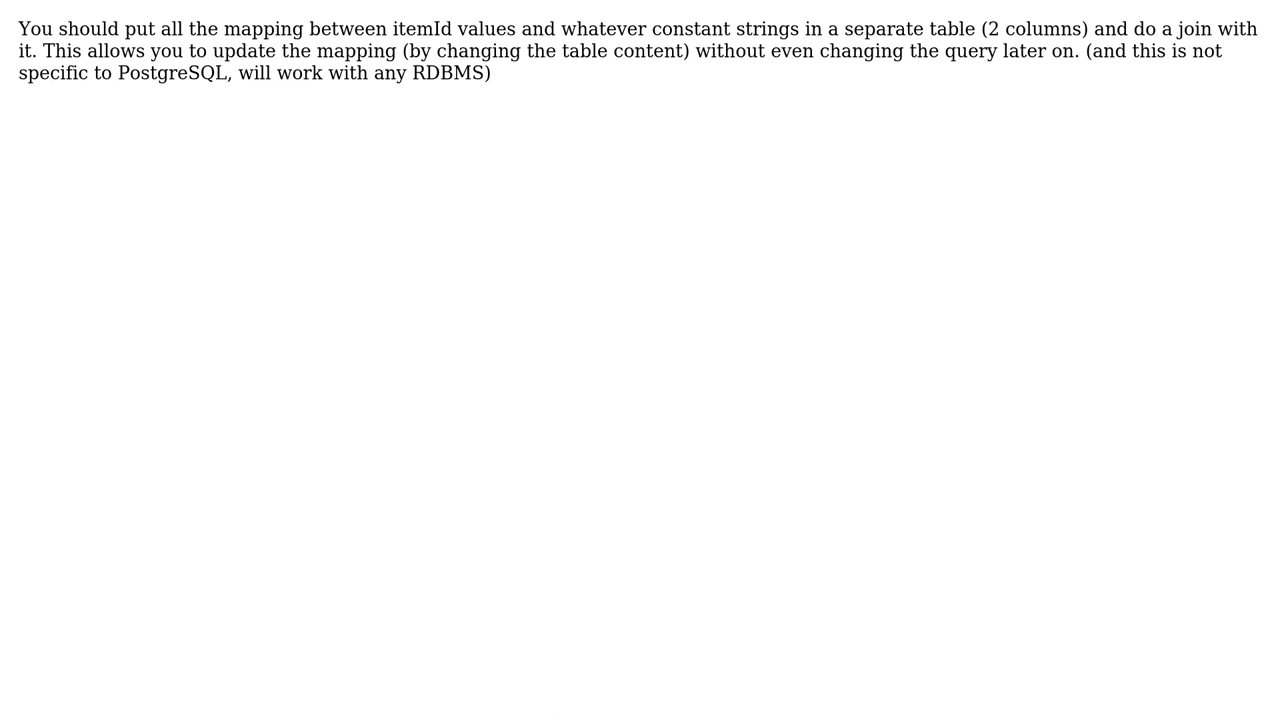 You should put all the mapping between itemId values and whatever constant strings in a separate table (2 columns) and do a join with
it. This allows you to update the mapping (by changing the table content) without even changing the query later on. (and this is not
specific to PostgreSQL, will work with any RDBMS)